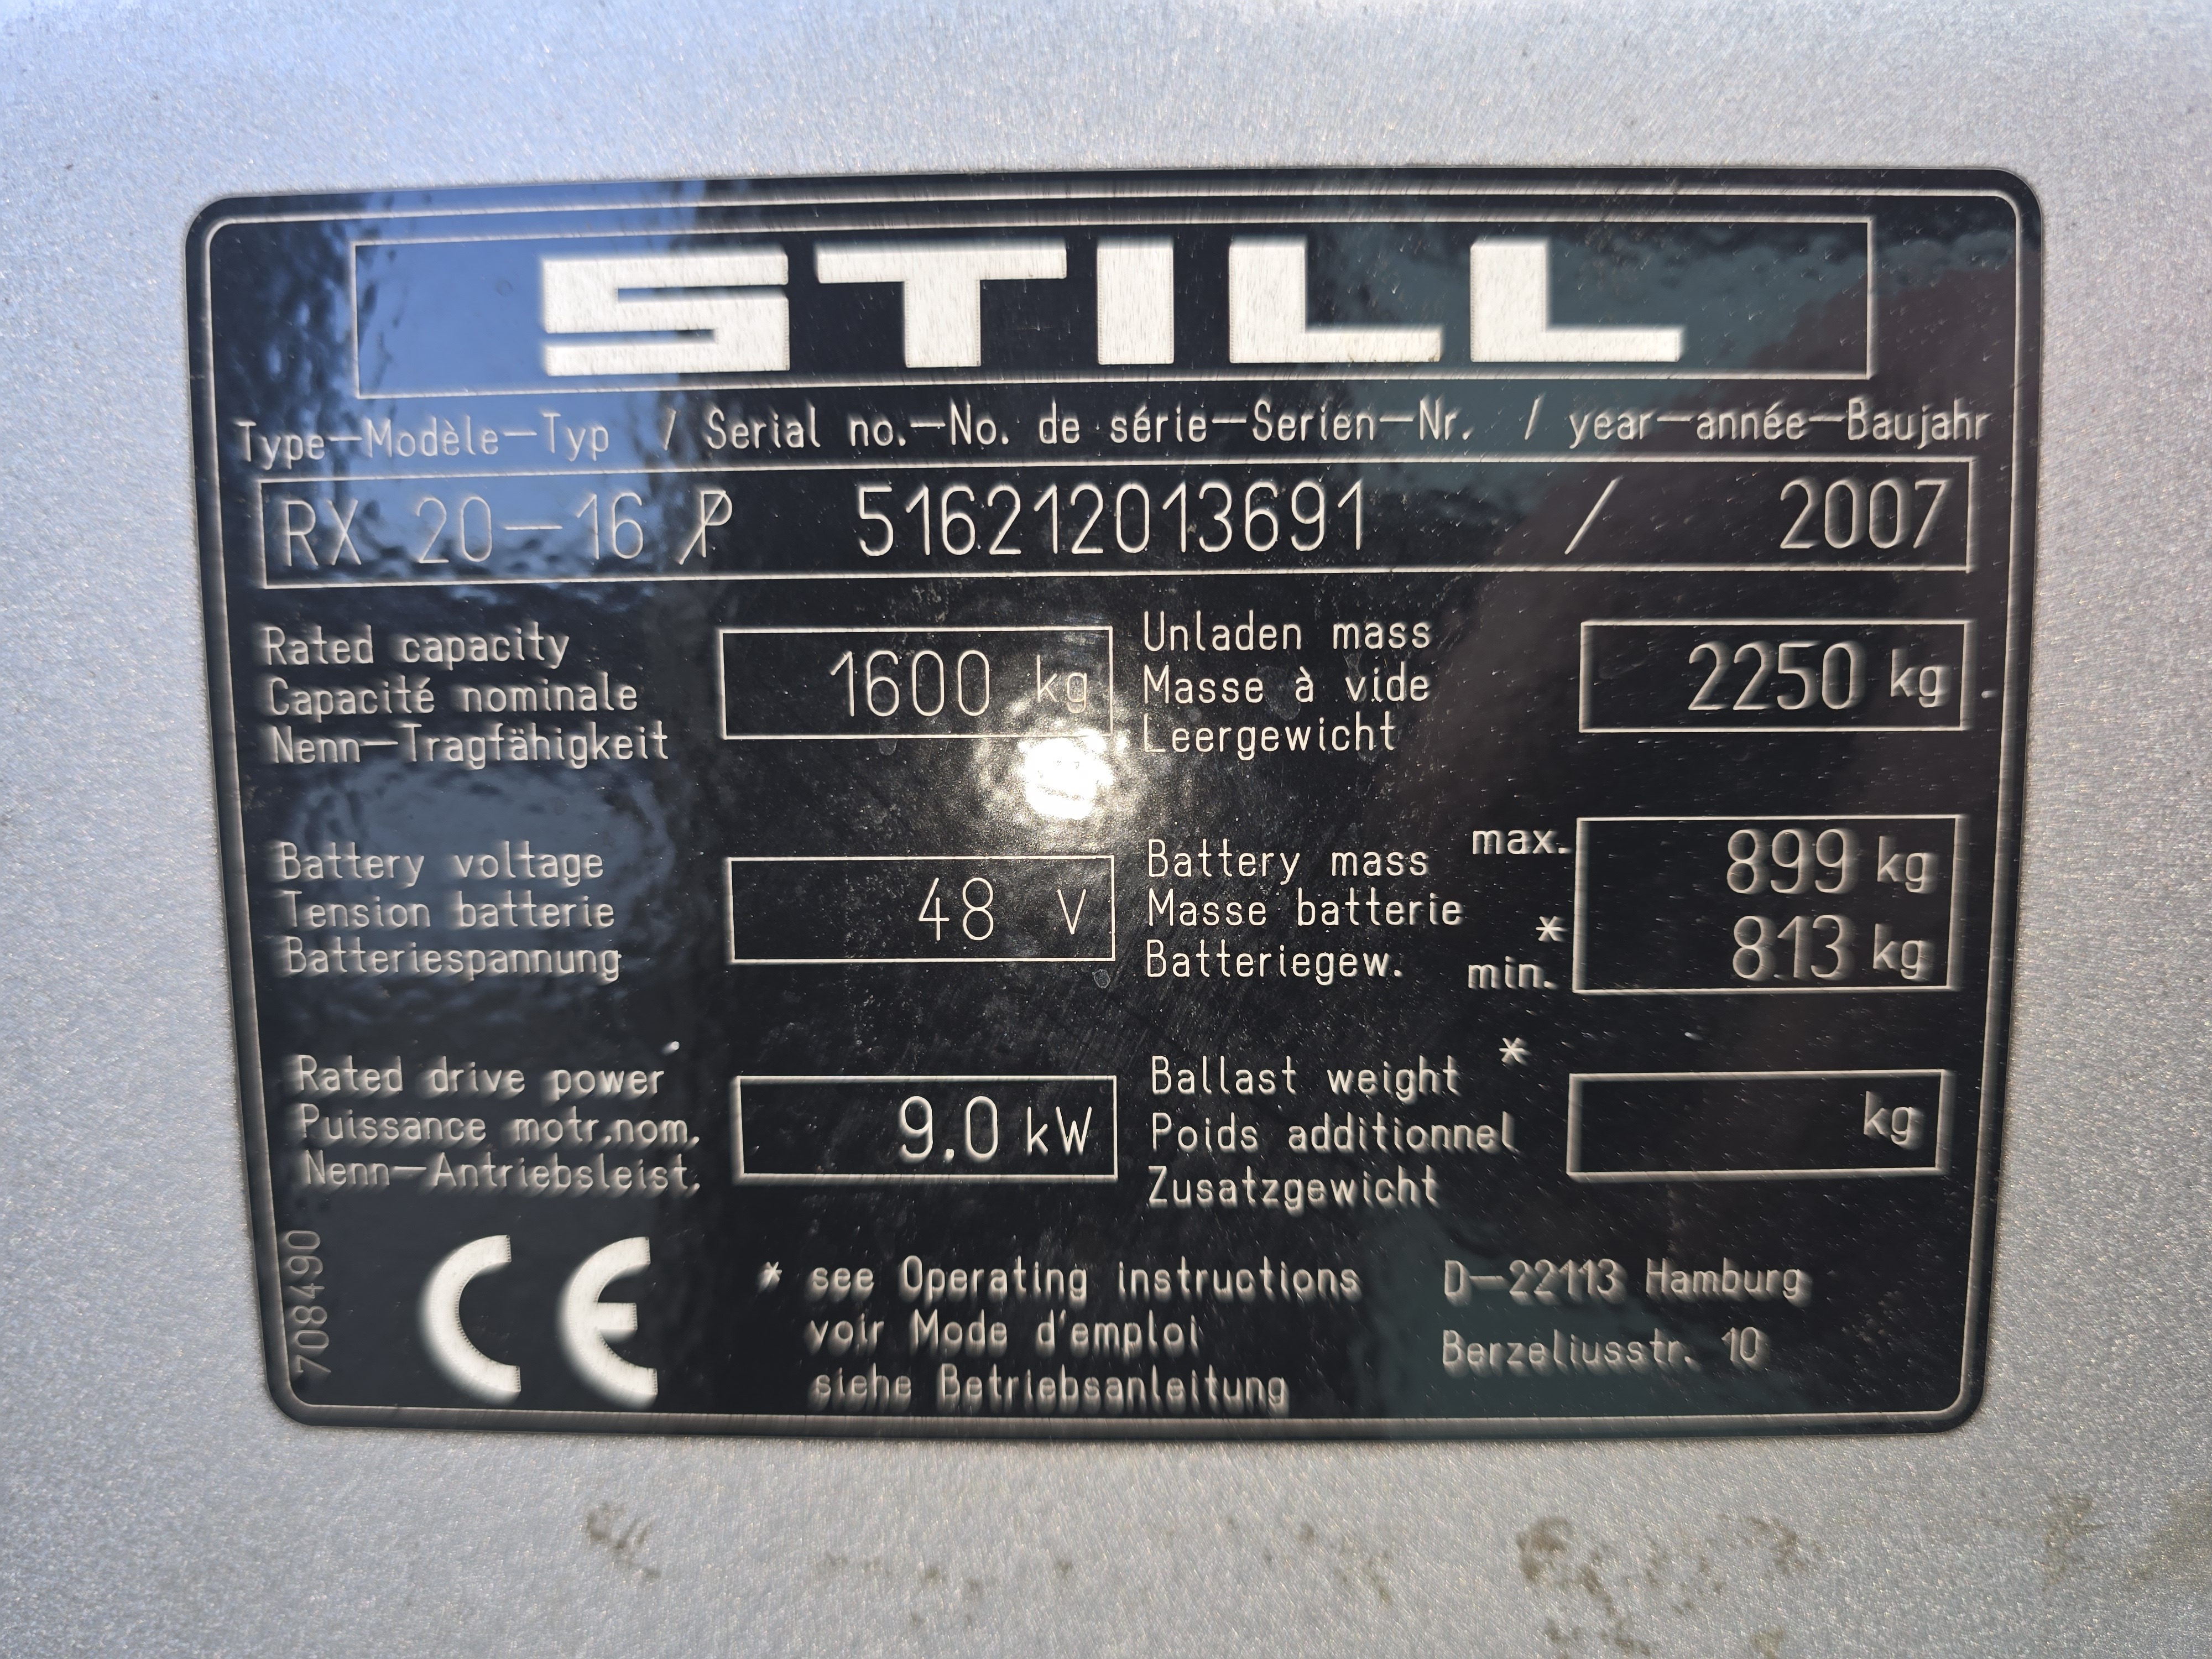 STILL
Type-Modèle-Typ / Serial no.-No. de série-Serien-Nr. / year-année-Baujahr
RX 20-16 /P 516212013691 / 2007
Rated capacity
Capacité nominale
Nenn-Tragfähigkeit
1600 kg
Unladen mass
Masse à vide
Leergewicht
2250 kg
Battery voltage
Tension batterie
Batteriespannung
48 V
Battery mass
Masse batterie
Batteriegew.
max. 899 kg
* min. 813 kg
Rated drive power
Puissance motr.nom.
Nenn-Antriebsleist.
9.0 kW
Ballast weight *
Poids additionnel
Zusatzgewicht
kg
708490
CE
* see Operating instructions
voir Mode d'emploi
siehe Betriebsanleitung
D-22113 Hamburg
Berzeliusstr. 10